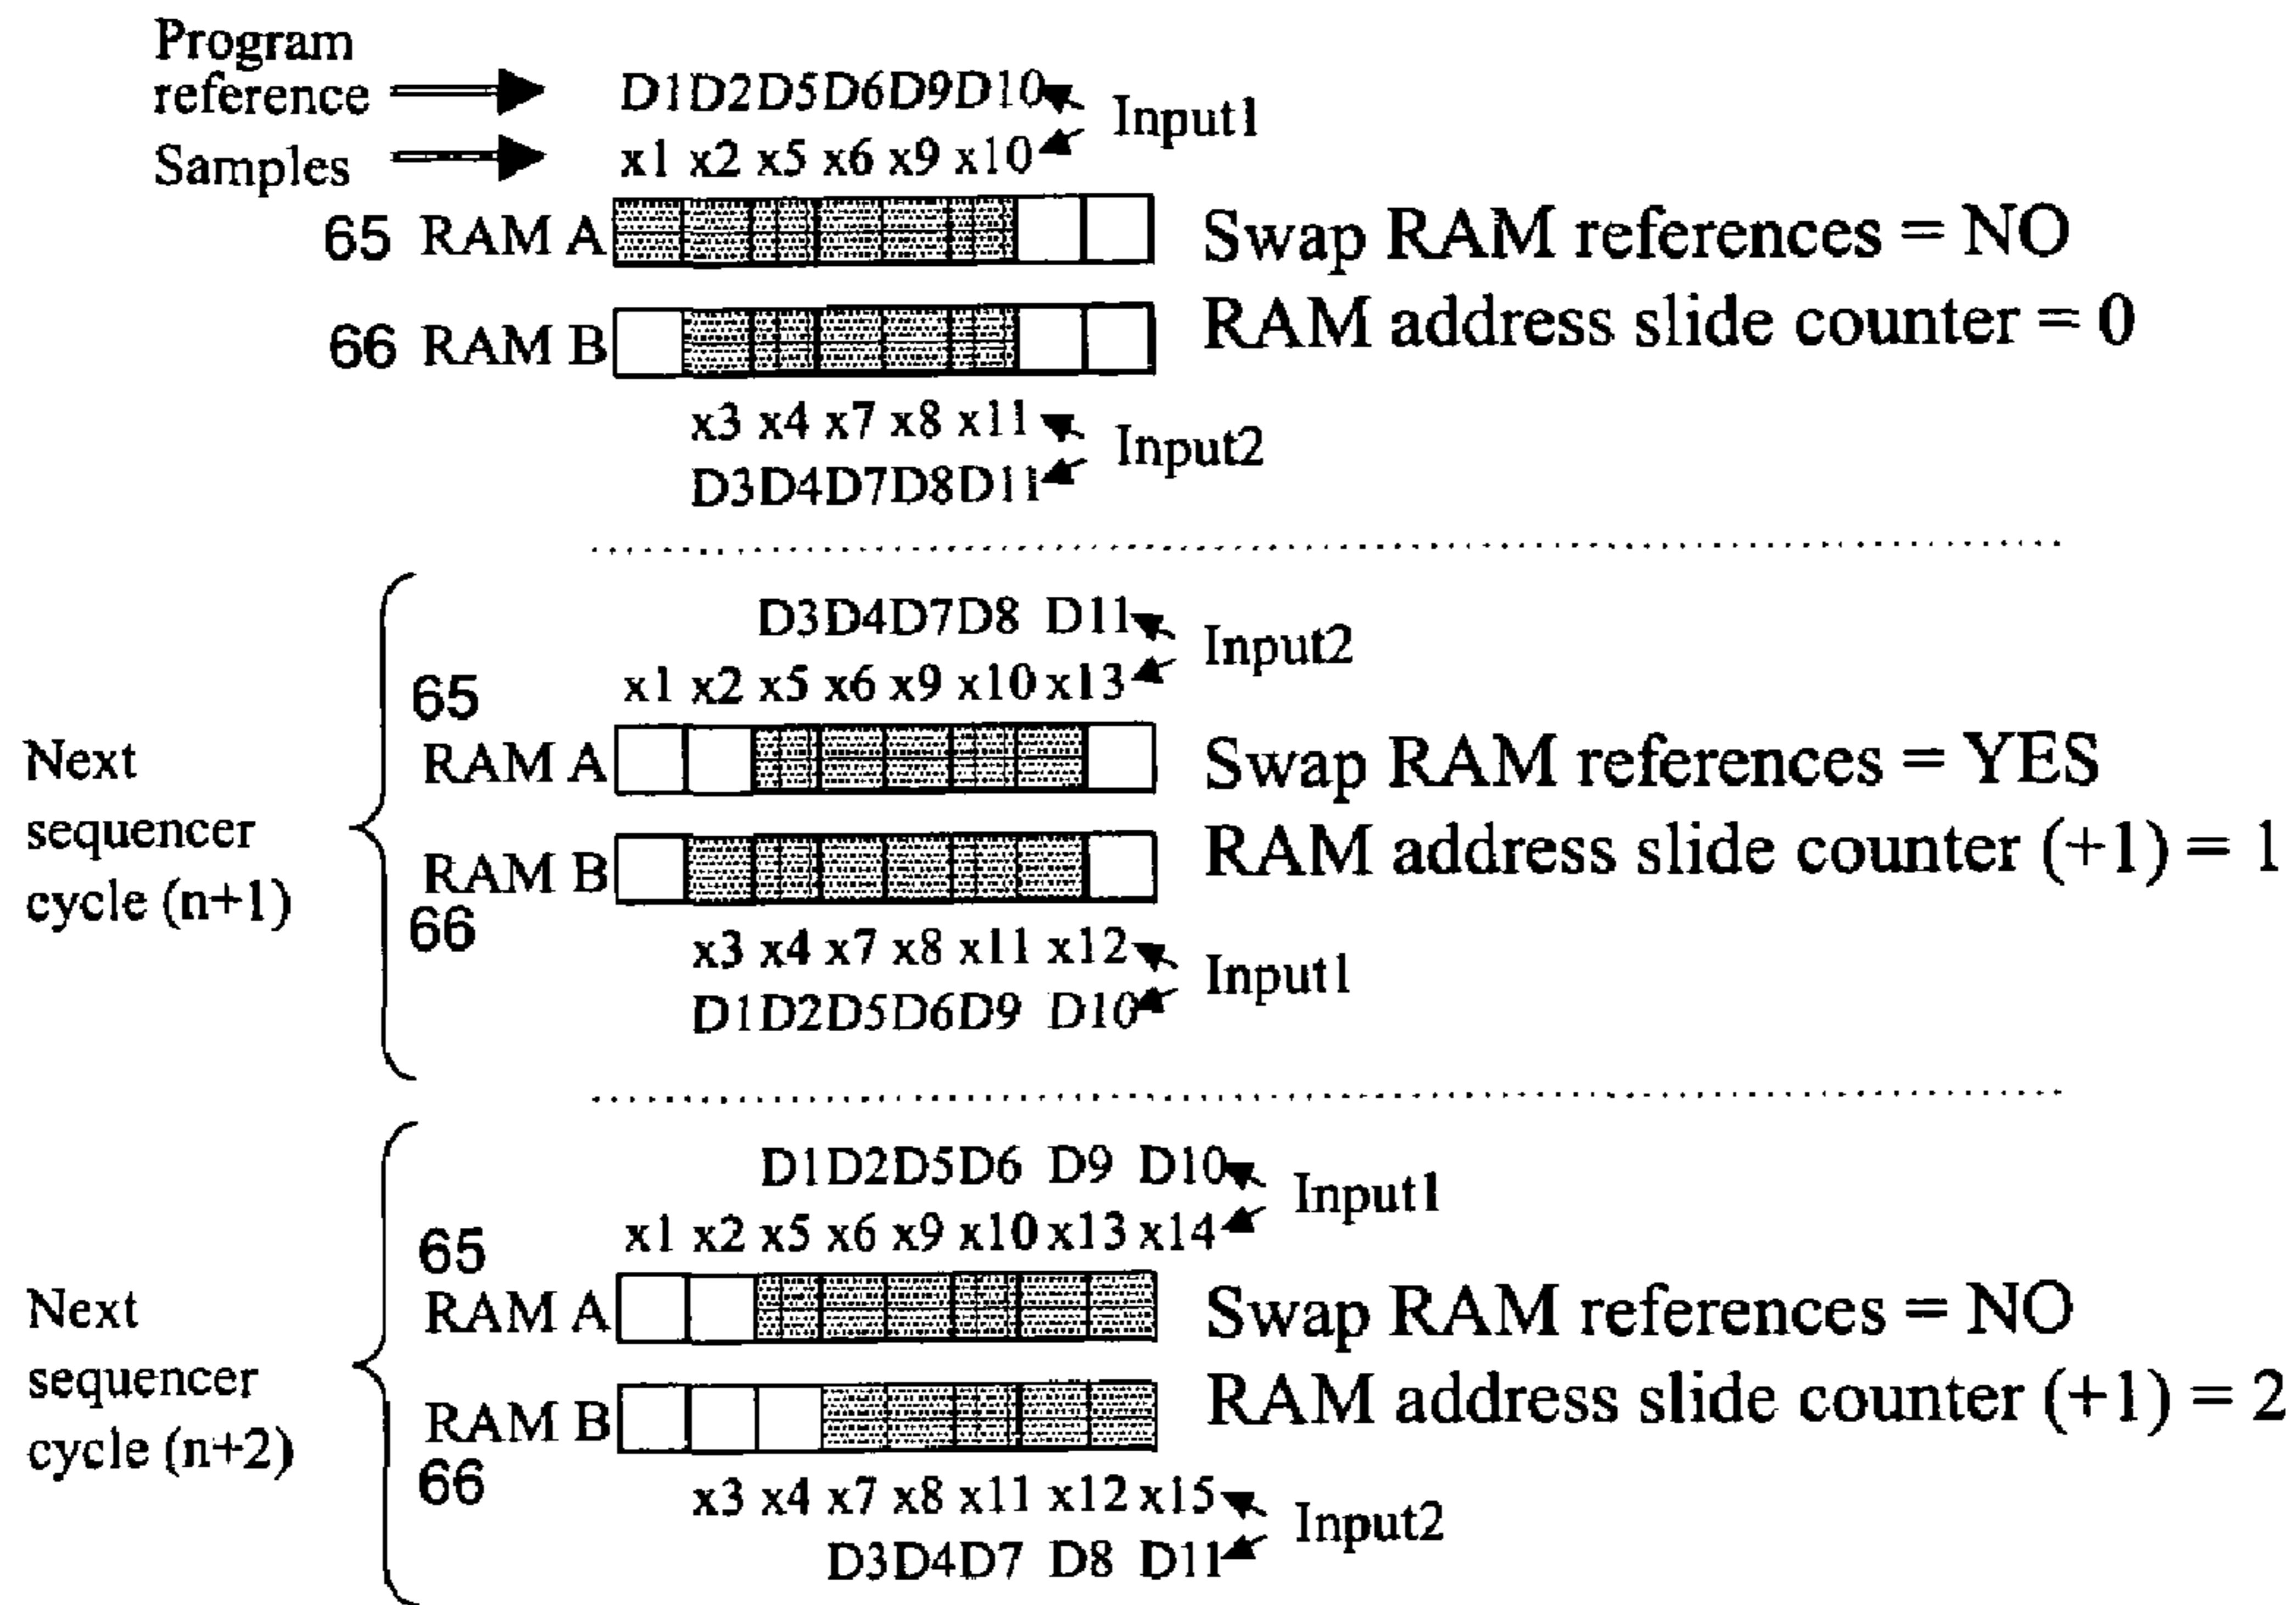 Program
reference
D1D2D5D6D9D10
Input1
Samples
x1 x2 x5 x6 x9 x10
65 RAM A
Swap RAM references = NO
66 RAM B
RAM address slide counter = 0
x3 x4 x7 x8 x11
Input2
D3D4D7D8D11
D3D4D7D8 D11
Input2
65
x1 x2 x5 x6 x9 x10 x13
Next
sequencer
cycle (n+1)
RAM A
Swap RAM references = YES
RAM B
RAM address slide counter (+1) = 1
66
x3 x4 x7 x8 x11 x12
Input1
D1D2D5D6D9 D10
D1D2D5D6 D9 D10
Input1
65
x1 x2 x5 x6 x9 x10 x13 x14
Next
sequencer
cycle (n+2)
RAM A
Swap RAM references = NO
RAM B
RAM address slide counter (+1) = 2
66
x3 x4 x7 x8 x11 x12 x15
Input2
D3D4D7 D8 D11